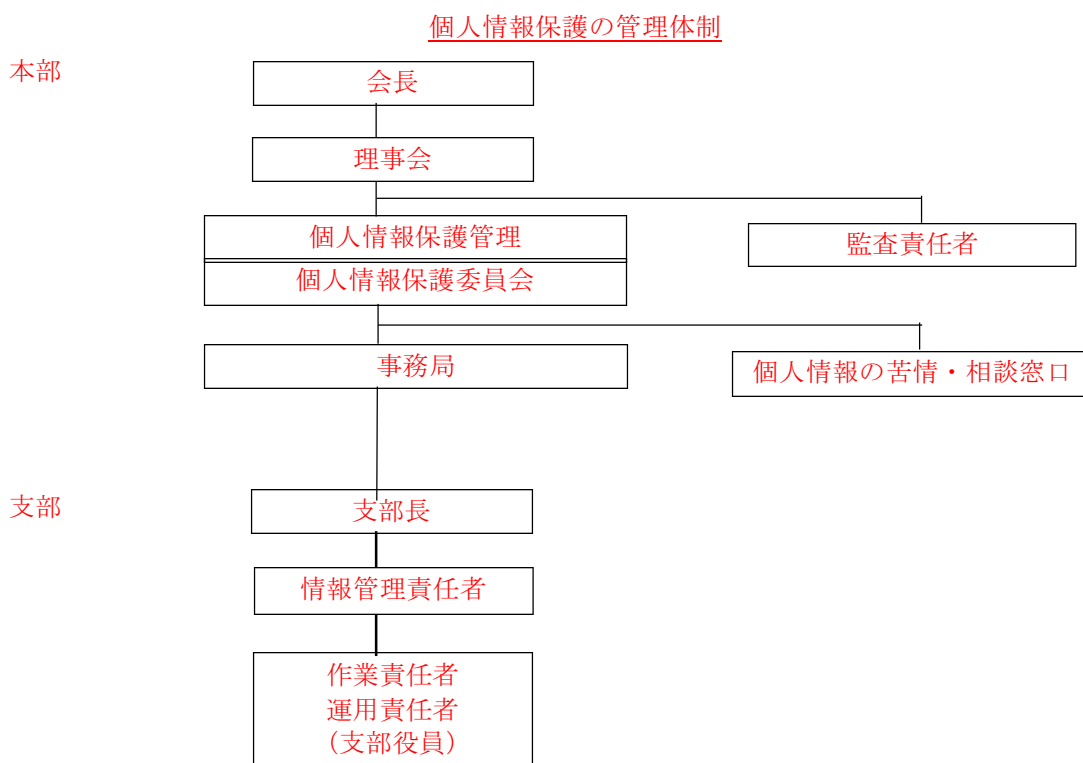 個人情報保護の管理体制
本部
会長
理事会
個人情報保護管理
監査責任者
個人情報保護委員会
事務局
個人情報の苦情・相談窓口
支部
支部長
情報管理責任者
作業責任者
運用責任者
(支部役員)